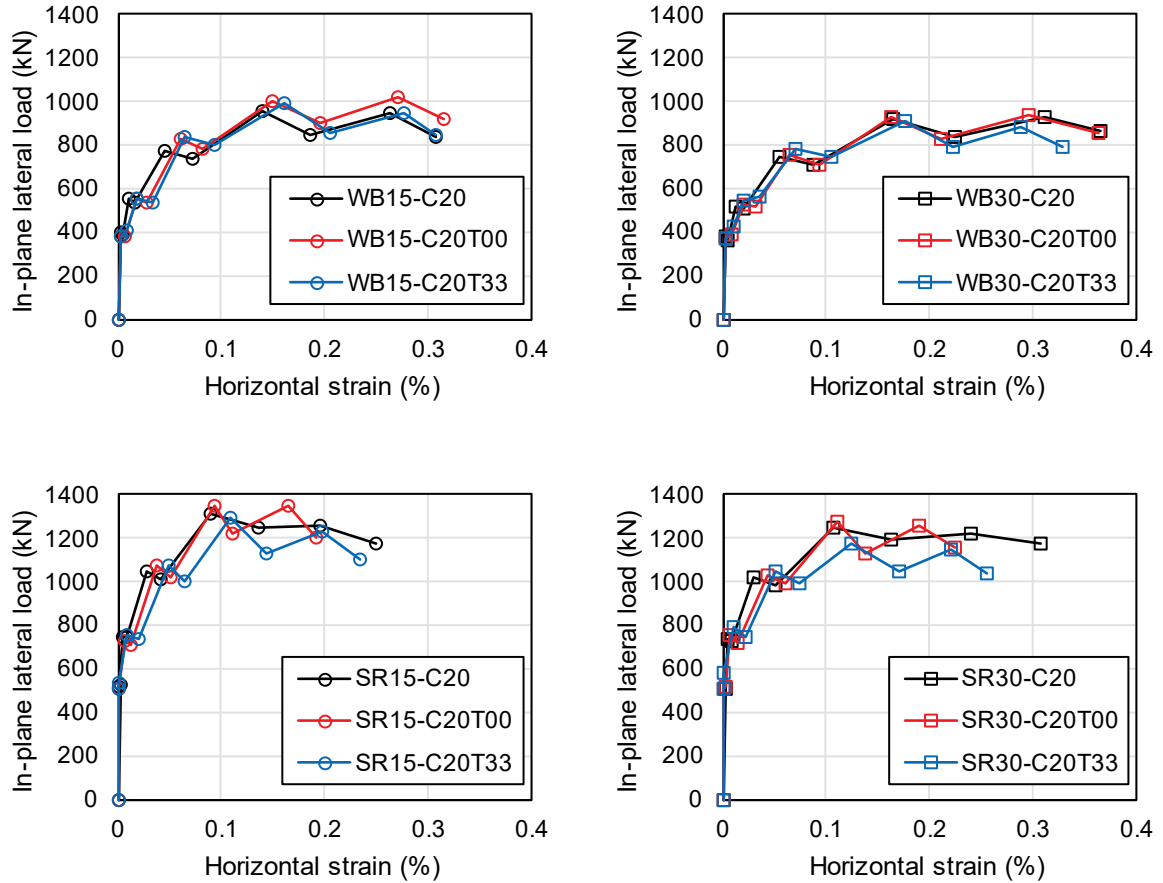 In-plane lateral load (kN)
1400
1200
1000
800
600
400
200
0
WB15-C20
WB15-C20T00
WB15-C20T33
0 0.1 0.2 0.3 0.4
Horizontal strain (%)
In-plane lateral load (kN)
1400
1200
1000
800
600
400
200
0
WB30-C20
WB30-C20T00
WB30-C20T33
0 0.1 0.2 0.3 0.4
Horizontal strain (%)
In-plane lateral load (kN)
1400
1200
1000
800
600
400
200
0
SR15-C20
SR15-C20T00
SR15-C20T33
0 0.1 0.2 0.3 0.4
Horizontal strain (%)
In-plane lateral load (kN)
1400
1200
1000
800
600
400
200
0
SR30-C20
SR30-C20T00
SR30-C20T33
0 0.1 0.2 0.3 0.4
Horizontal strain (%)